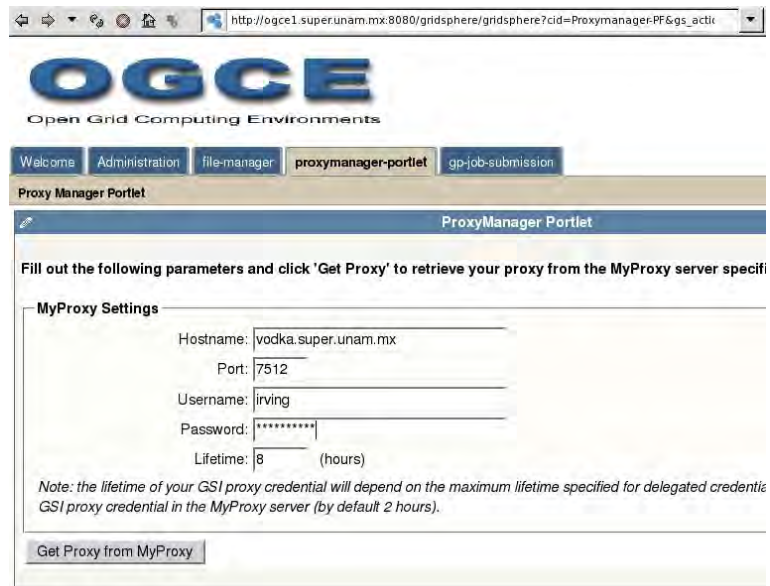 http://ogce1.super.unam.mx:8080/gridsphere/gridsphere?cid=Proxymanager-PF&gs_actic
OGCE
Open Grid Computing Environments
Welcome Administration file-manager proxymanager-portlet gp-job-submission
Proxy Manager Portlet
ProxyManager Portlet
Fill out the following parameters and click 'Get Proxy' to retrieve your proxy from the MyProxy server specifi
MyProxy Settings
Hostname: vodka.super.unam.mx
Port: 7512
Username: irving
Password: **********
Lifetime: 8 (hours)
Note: the lifetime of your GSI proxy credential will depend on the maximum lifetime specified for delegated credentia
GSI proxy credential in the MyProxy server (by default 2 hours).
Get Proxy from MyProxy